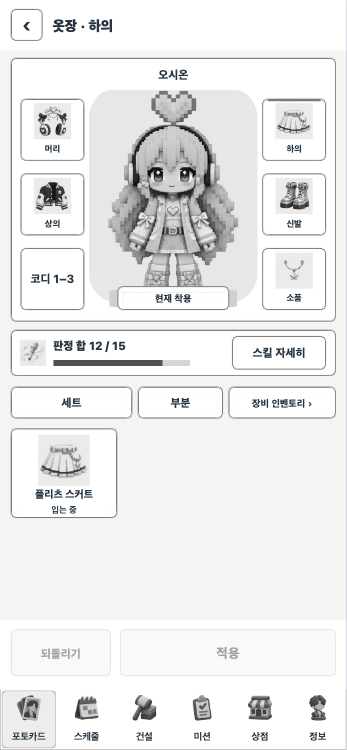 ‹ 옷장 · 하의
오시온
머리
하의
상의
신발
코디 1–3
현재 착용
소품
판정 합 12 / 15
스킬 자세히
세트
부분
장비 인벤토리 ›
플리츠 스커트
입는 중
되돌리기
적용
포토카드
스케줄
건설
미션
상점
정보